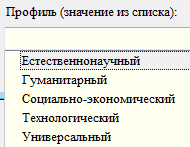 Профиль (значение из списка):
Естественнонаучный
Гуманитарный
Социально-экономический
Технологический
Универсальный